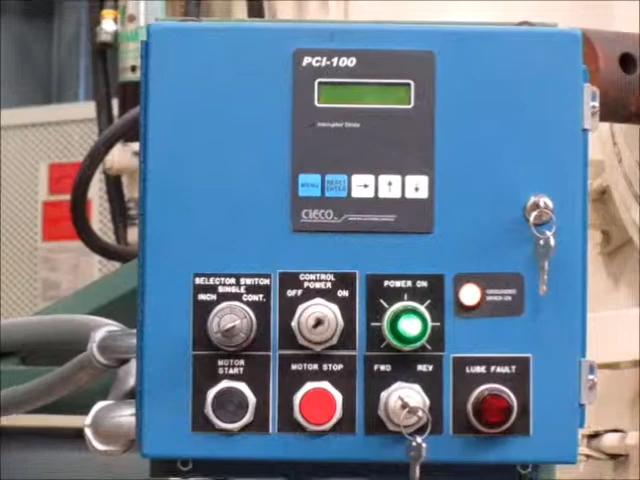 PCI-100
MENU
RESET
ENTER
CIECO
SELECTOR SWITCH
SINGLE
INCH CONT.
CONTROL
POWER
OFF ON
POWER ON
MOTOR
START
MOTOR STOP
FWD REV
LUBE FAULT